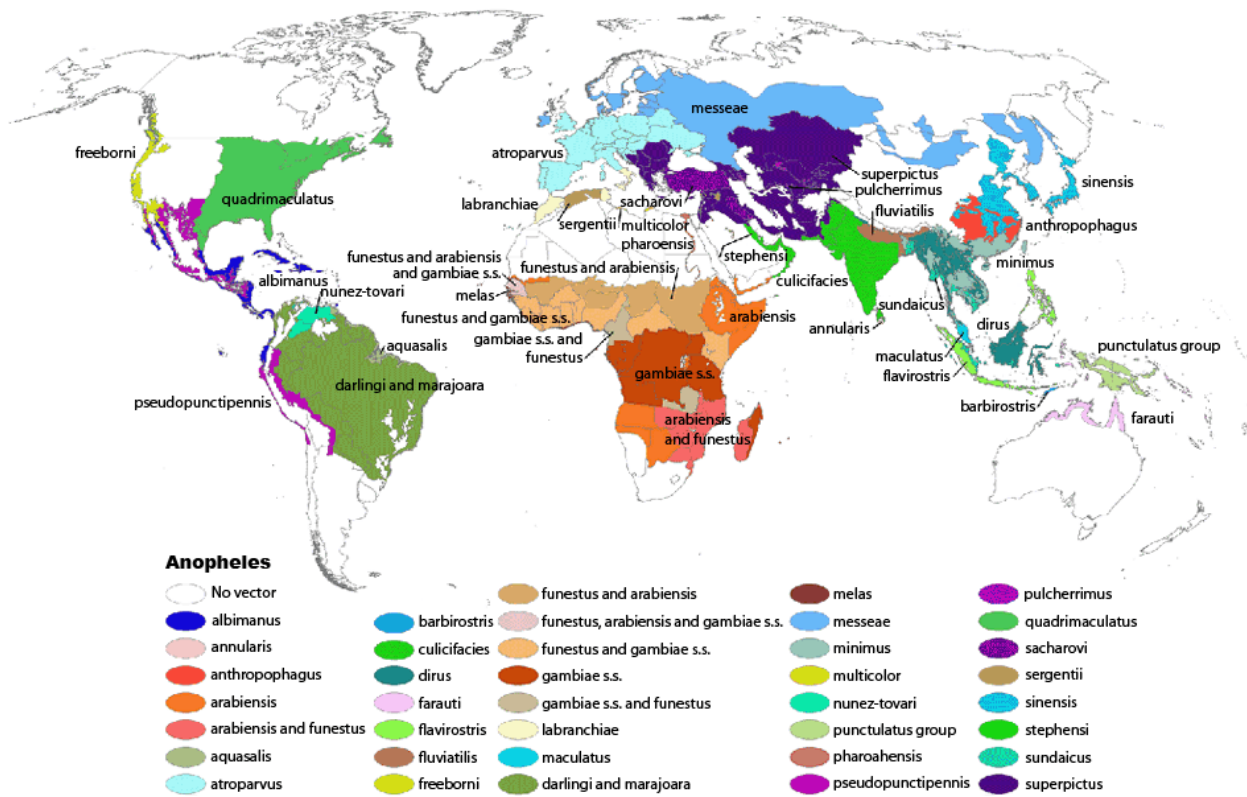 messeae
freeborni
atroparvus
superpictus
quadrimaculatus
pulcherrimus
sinensis
labranchiae
sacharovi
fluviatilis
sergentii
multicolor
anthropophagus
pharoensis
funestus and arabiensis
and gambiae s.s.
stephensi
minimus
albimanus
funestus and arabiensis
culicifacies
nunez-tovari
melas
sundaicus
funestus and gambiae s.s.
arabiensis
dirus
annularis
gambiae s.s. and
funestus
aquasalis
punctulatus group
maculatus
gambiae s.s.
flavirostris
darlingi and marajoara
pseudopunctipennis
barbirostris
arabiensis
and funestus
farauti
Anopheles
No vector
albimanus
annularis
anthropophagus
arabiensis
arabiensis and funestus
aquasalis
atroparvus
barbirostris
culicifacies
dirus
farauti
flavirostris
fluviatilis
freeborni
funestus and arabiensis
funestus, arabiensis and gambiae s.s.
funestus and gambiae s.s.
gambiae s.s.
gambiae s.s. and funestus
labranchiae
maculatus
darlingi and marajoara
melas
messeae
minimus
multicolor
nunez-tovari
punctulatus group
pharoahensis
pseudopunctipennis
pulcherrimus
quadrimaculatus
sacharovi
sergentii
sinensis
stephensi
sundaicus
superpictus